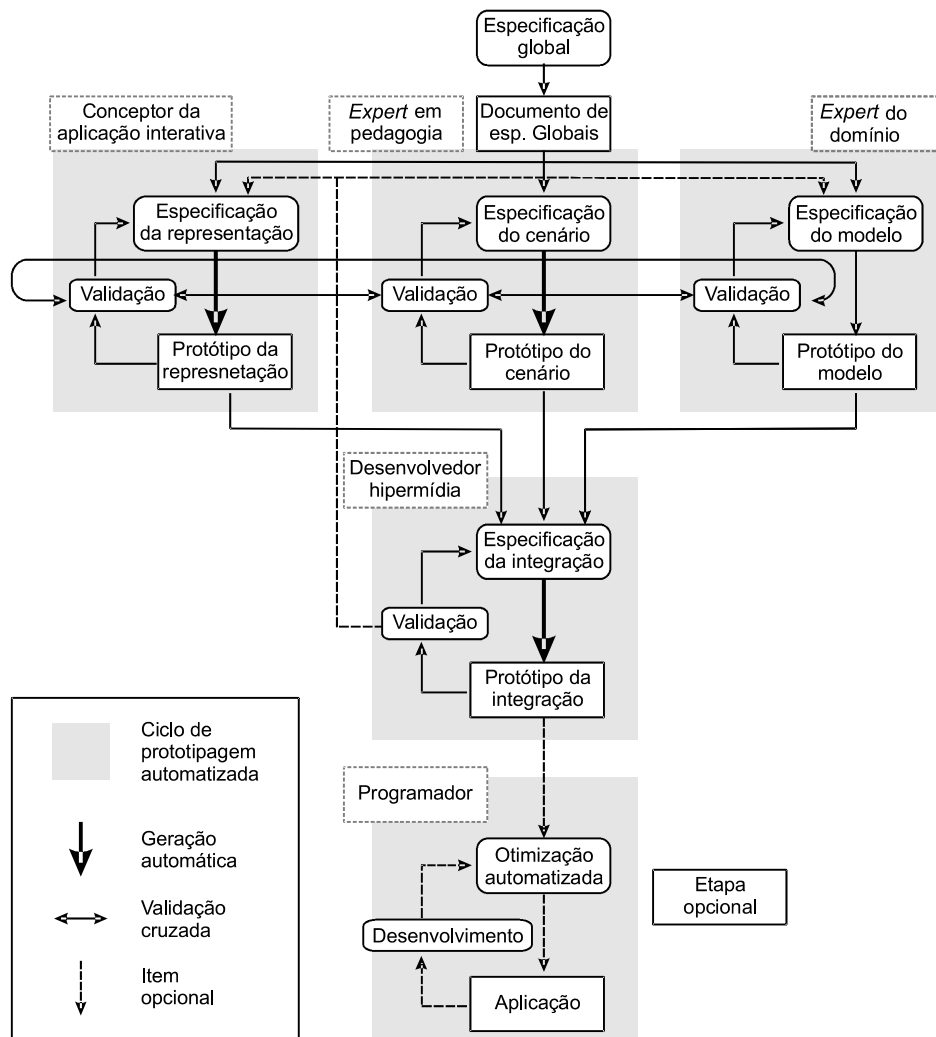 Especificação
global
Conceptor da
aplicação interativa
Expert em
pedagogia
Documento de
esp. Globais
Expert do
domínio
Especificação
da representação
Especificação
do cenário
Especificação
do modelo
Validação
Validação
Validação
Protótipo da
represnetação
Protótipo do
cenário
Protótipo do
modelo
Desenvolvedor
hipermídia
Especificação
da integração
Validação
Protótipo da
integração
Ciclo de
prototipagem
automatizada
Geração
automática
Validação
cruzada
Item
opcional
Programador
Otimização
automatizada
Desenvolvimento
Aplicação
Etapa
opcional